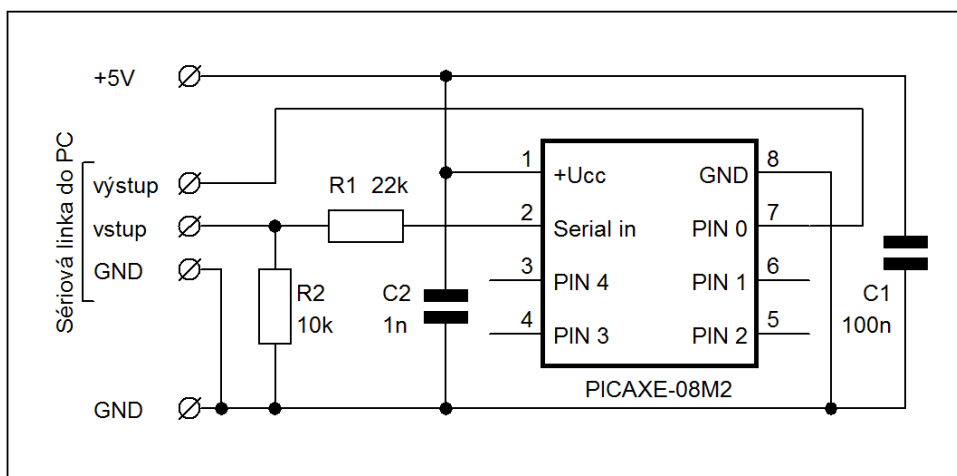 +5V
Sériová linka do PC
výstup
vstup
GND
GND
R1 22k
R2
10k
C2
1n
1
+Ucc
2
Serial in
3
PIN 4
4
PIN 3
8
GND
7
PIN 0
6
PIN 1
5
PIN 2
PICAXE-08M2
C1
100n